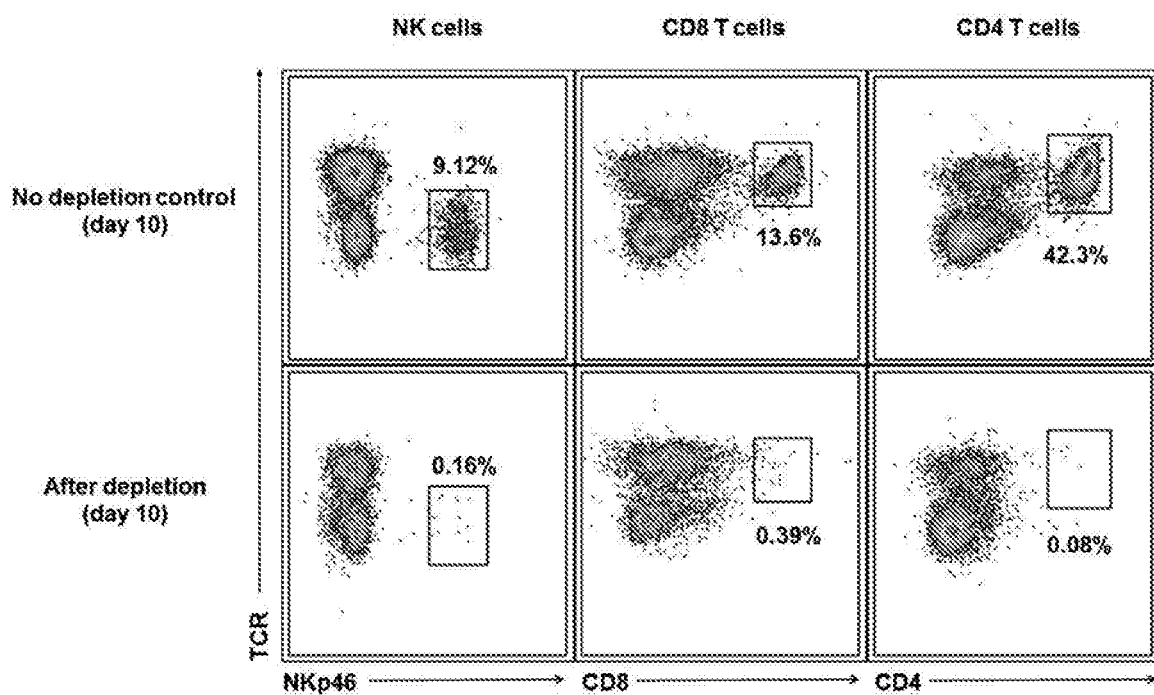 NK cells
CD8 T cells
CD4 T cells
No depletion control
(day 10)
9.12%
13.6%
42.3%
After depletion
(day 10)
0.16%
0.39%
0.08%
TCR
NKp46
CD8
CD4